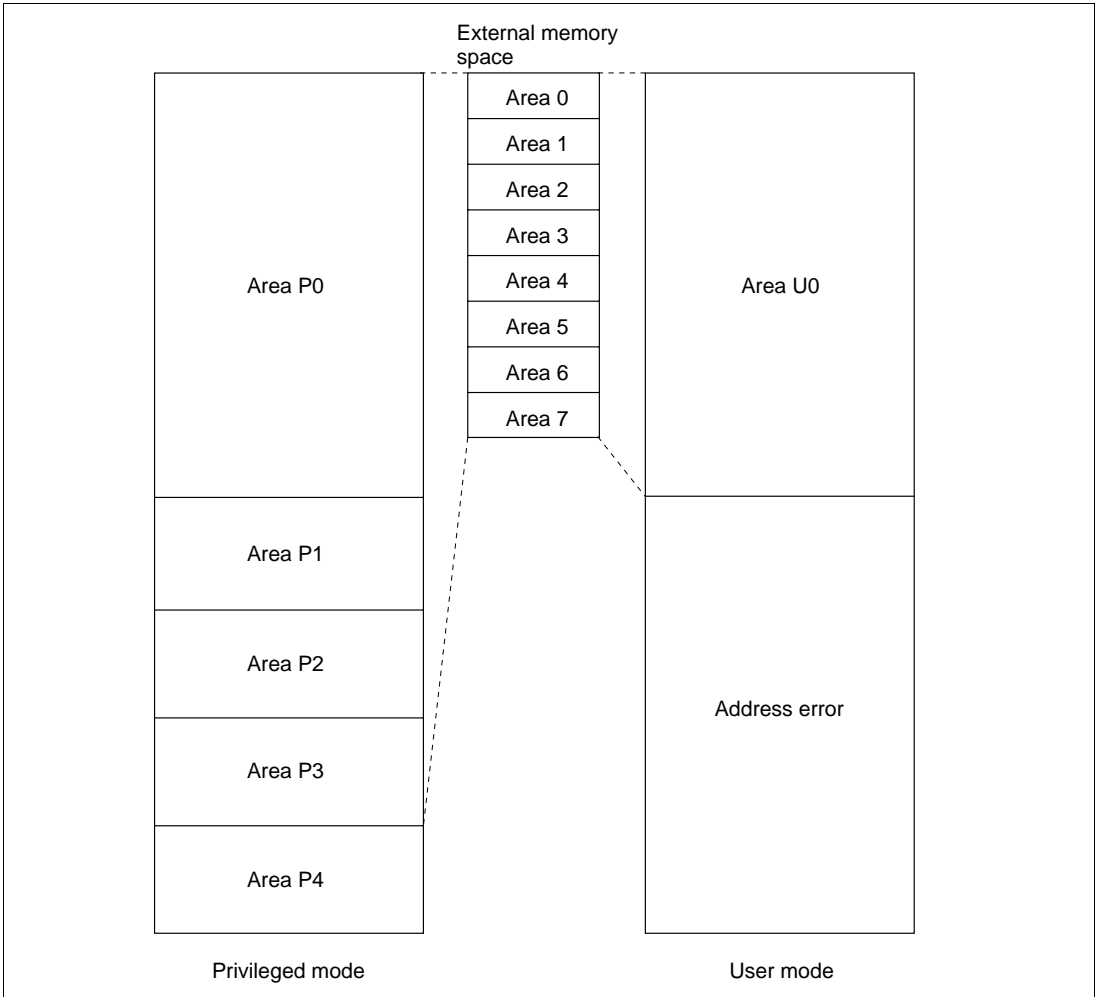 External memory
space
Area 0
Area 1
Area 2
Area 3
Area 4
Area 5
Area 6
Area 7
Area P0
Area P1
Area P2
Area P3
Area P4
Area U0
Address error
Privileged mode
User mode